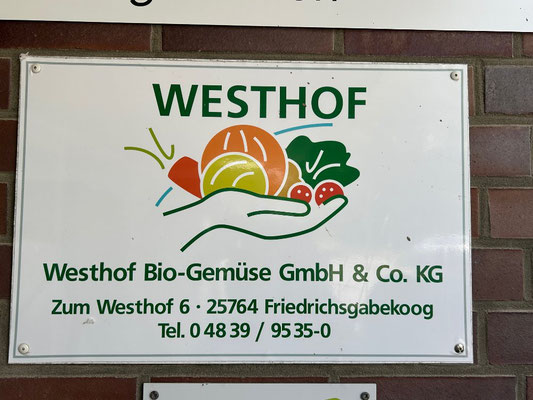 WESTHOF
Westhof Bio-Gemüse GmbH & Co. KG
Zum Westhof 6 · 25764 Friedrichsgabekoog
Tel. 0 48 39 / 95 35-0